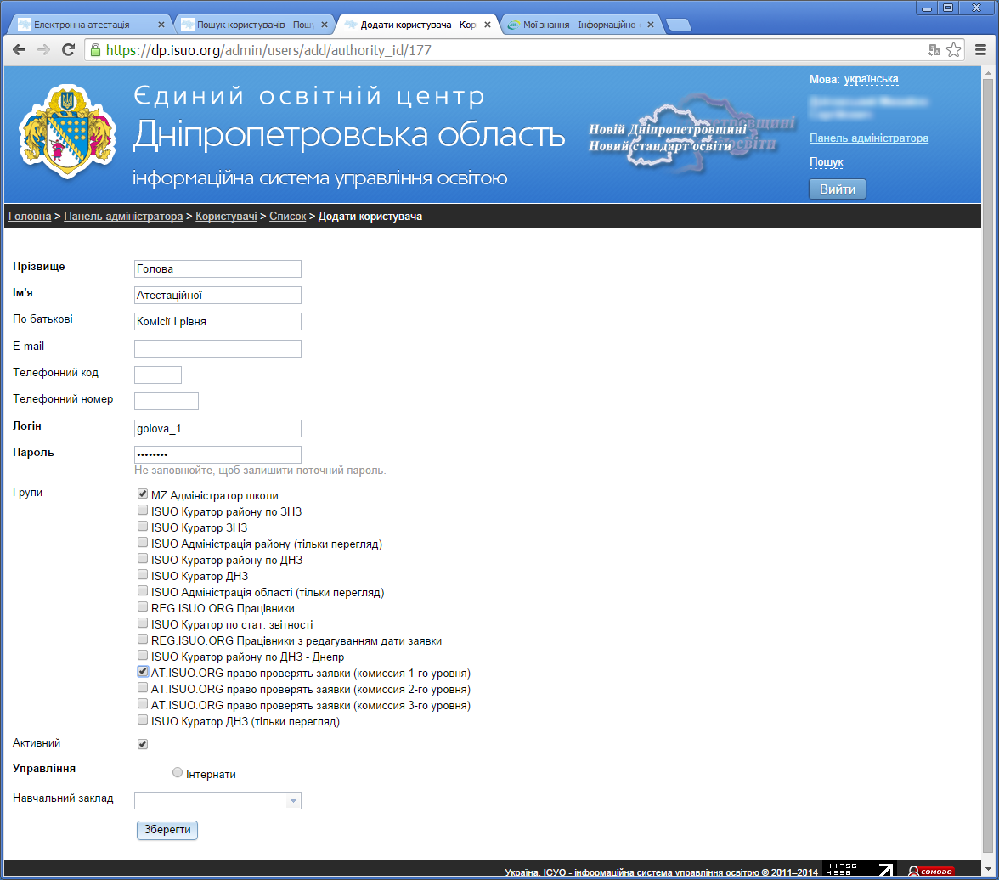 Електронна атестація
Пошук користувачів - Пошу
Додати користувача - Кор
Мої знання - Інформаційно-
https://dp.isuo.org/admin/users/add/authority_id/177
Єдиний освітній центр
Дніпропетровська область
інформаційна система управління освітою
Новій Дніпропетровщині
Новий стандарт освіти
Мова: українська
Панель адміністратора
Пошук
Вийти
Головна > Панель адміністратора > Користувачі > Список > Додати користувача
Прізвище Голова
Ім'я Атестаційної
По батькові Комісії I рівня
E-mail
Телефонний код
Телефонний номер
Логін golova_1
Пароль ••••••••
Не заповнюйте, щоб залишити поточний пароль.
Групи MZ Адміністратор школи
ISUO Куратор району по ЗНЗ
ISUO Куратор ЗНЗ
ISUO Адміністрація району (тільки перегляд)
ISUO Куратор району по ДНЗ
ISUO Куратор ДНЗ
ISUO Адміністрація області (тільки перегляд)
REG.ISUO.ORG Працівники
ISUO Куратор по стат. звітності
REG.ISUO.ORG Працівники з редагуванням дати заявки
ISUO Куратор району по ДНЗ - Днепр
AT.ISUO.ORG право проверять заявки (комиссия 1-го уровня)
AT.ISUO.ORG право проверять заявки (комиссия 2-го уровня)
AT.ISUO.ORG право проверять заявки (комиссия 3-го уровня)
ISUO Куратор ДНЗ (тільки перегляд)
Активний
Управління Інтернати
Навчальний заклад
Зберегти
Україна. ІСУО - інформаційна система управління освітою © 2011–2014
44 756
4 956
COMODO